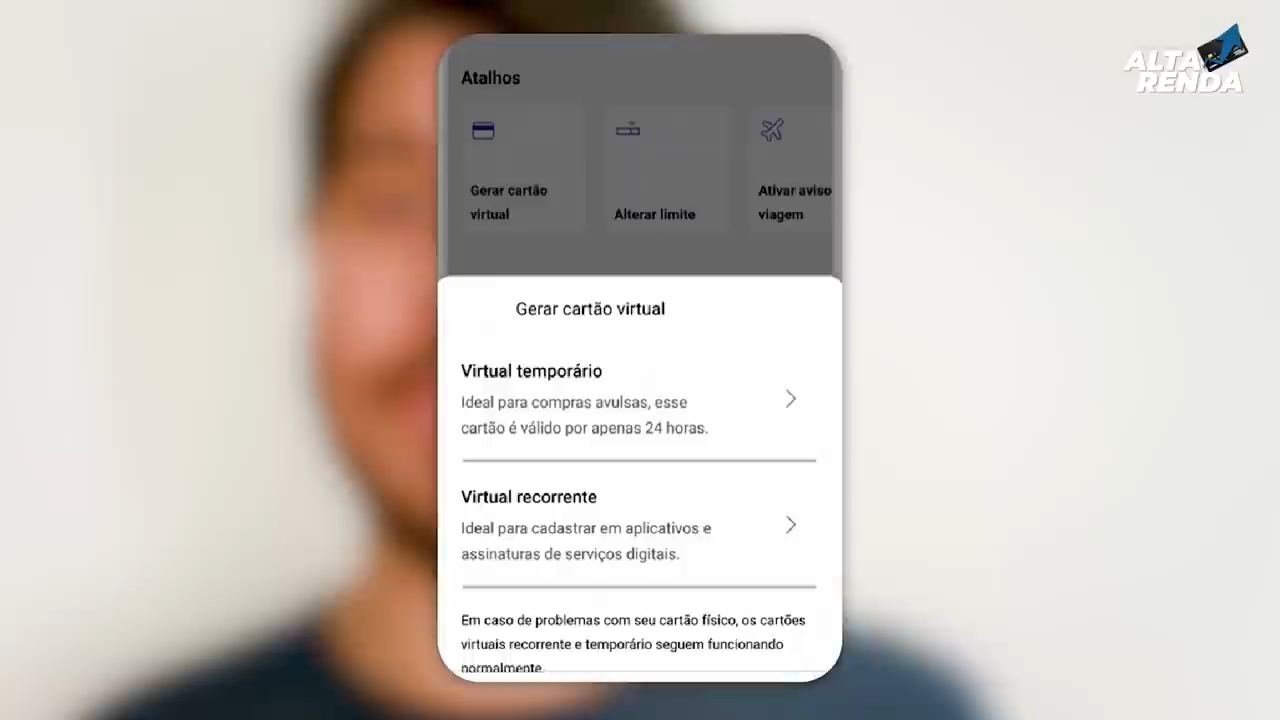 ALTA
RENDA
Atalhos
Gerar cartão
virtual
Alterar limite
Ativar aviso
viagem
Gerar cartão virtual
Virtual temporário
Ideal para compras avulsas, esse
cartão é válido por apenas 24 horas.
Virtual recorrente
Ideal para cadastrar em aplicativos e
assinaturas de serviços digitais.
Em caso de problemas com seu cartão físico, os cartões
virtuais recorrente e temporário seguem funcionando
normalmente.